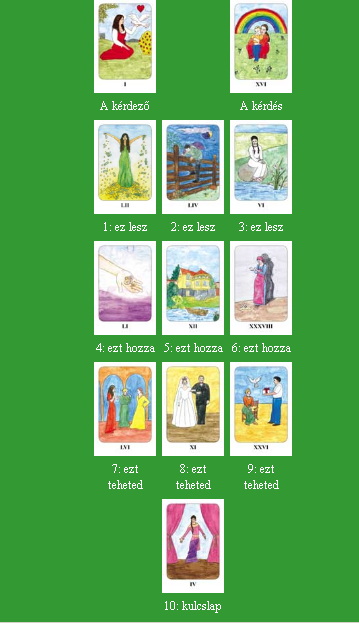 I XVI
A kérdező A kérdés
LII LIV VI
1: ez lesz 2: ez lesz 3: ez lesz
LI XII XXXVIII
4: ezt hozza 5: ezt hozza 6: ezt hozza
LVI XI XXVI
7: ezt 8: ezt 9: ezt
teheted teheted teheted
IV
10: kulcslap